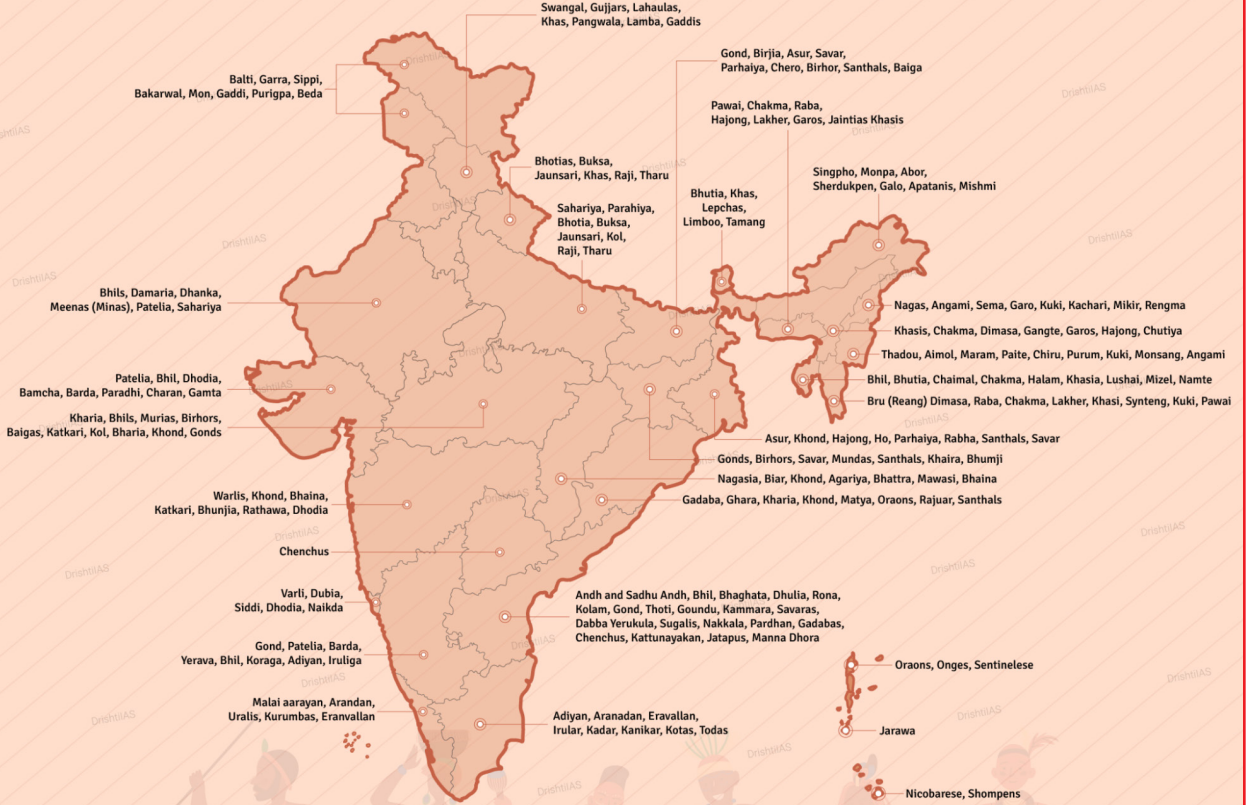 Swangal, Gujjars, Lahaulas,
Khas, Pangwala, Lamba, Gaddis
Gond, Birjia, Asur, Savar,
Parhaiya, Chero, Birhor, Santhals, Baiga
Balti, Garra, Sippi,
Bakarwal, Mon, Gaddi, Purigpa, Beda
Pawai, Chakma, Raba,
Hajong, Lakher, Garos, Jaintias Khasis
Bhotias, Buksa,
Jaunsari, Khas, Raji, Tharu
Singpho, Monpa, Abor,
Sherdukpen, Galo, Apatanis, Mishmi
Bhutia, Khas,
Lepchas,
Limboo, Tamang
Sahariya, Parahiya,
Bhotia, Buksa,
Jaunsari, Kol,
Raji, Tharu
Bhils, Damaria, Dhanka,
Meenas (Minas), Patelia, Sahariya
Nagas, Angami, Sema, Garo, Kuki, Kachari, Mikir, Rengma
Khasis, Chakma, Dimasa, Gangte, Garos, Hajong, Chutiya
Thadou, Aimol, Maram, Paite, Chiru, Purum, Kuki, Monsang, Angami
Patelia, Bhil, Dhodia,
Bamcha, Barda, Paradhi, Charan, Gamta
Bhil, Bhutia, Chaimal, Chakma, Halam, Khasia, Lushai, Mizel, Namte
Bru (Reang) Dimasa, Raba, Chakma, Lakher, Khasi, Synteng, Kuki, Pawai
Kharia, Bhils, Murias, Birhors,
Baigas, Katkari, Kol, Bharia, Khond, Gonds
Asur, Khond, Hajong, Ho, Parhaiya, Rabha, Santhals, Savar
Gonds, Birhors, Savar, Mundas, Santhals, Khaira, Bhumji
Nagasia, Biar, Khond, Agariya, Bhattra, Mawasi, Bhaina
Warlis, Khond, Bhaina,
Katkari, Bhunjia, Rathawa, Dhodia
Gadaba, Ghara, Kharia, Khond, Matya, Oraons, Rajuar, Santhals
Chenchus
Varli, Dubia,
Siddi, Dhodia, Naikda
Andh and Sadhu Andh, Bhil, Bhaghata, Dhulia, Rona,
Kolam, Gond, Thoti, Goundu, Kammara, Savaras,
Dabba Yerukula, Sugalis, Nakkala, Pardhan, Gadabas,
Chenchus, Kattunayakan, Jatapus, Manna Dhora
Gond, Patelia, Barda,
Yerava, Bhil, Koraga, Adiyan, Iruliga
Oraons, Onges, Sentinelese
Malai aarayan, Arandan,
Uralis, Kurumbas, Eranvallan
Adiyan, Aranadan, Eravallan,
Irular, Kadar, Kanikar, Kotas, Todas
Jarawa
Nicobarese, Shompens
DrishtiIAS